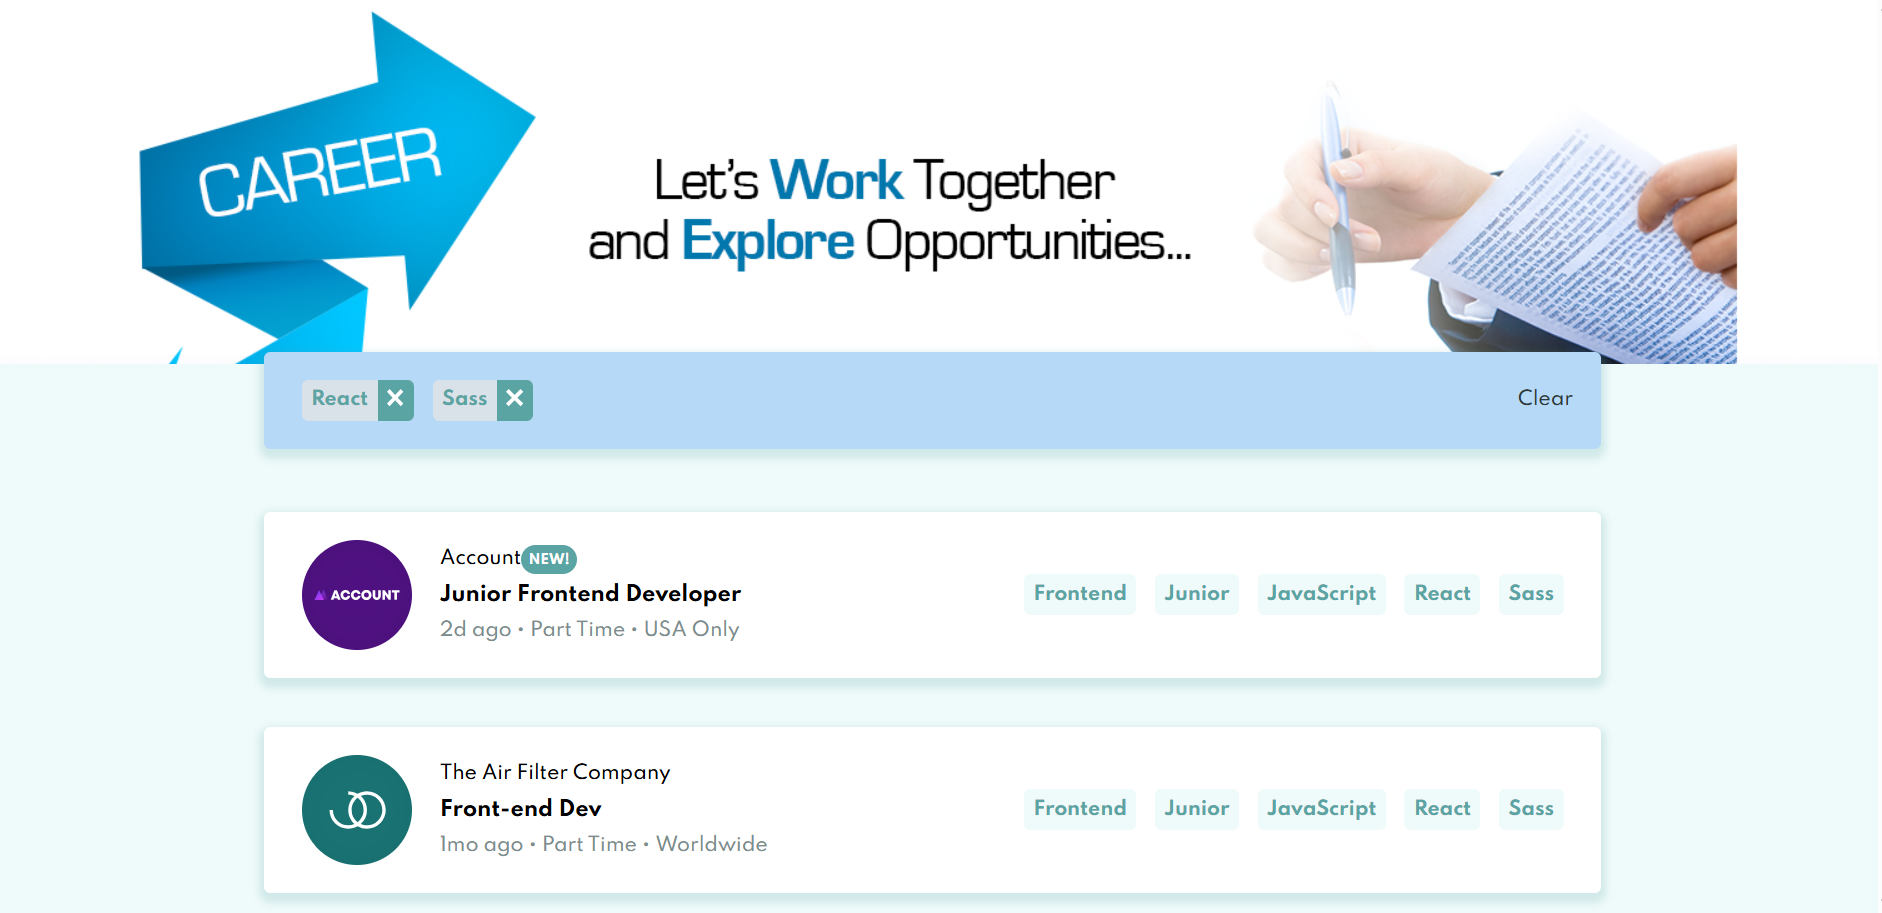 CAREER
Let's Work Together
and Explore Opportunities...
React ✕ Sass ✕ Clear
ACCOUNT
Account NEW!
Junior Frontend Developer
2d ago • Part Time • USA Only
Frontend Junior JavaScript React Sass
The Air Filter Company
Front-end Dev
1mo ago • Part Time • Worldwide
Frontend Junior JavaScript React Sass